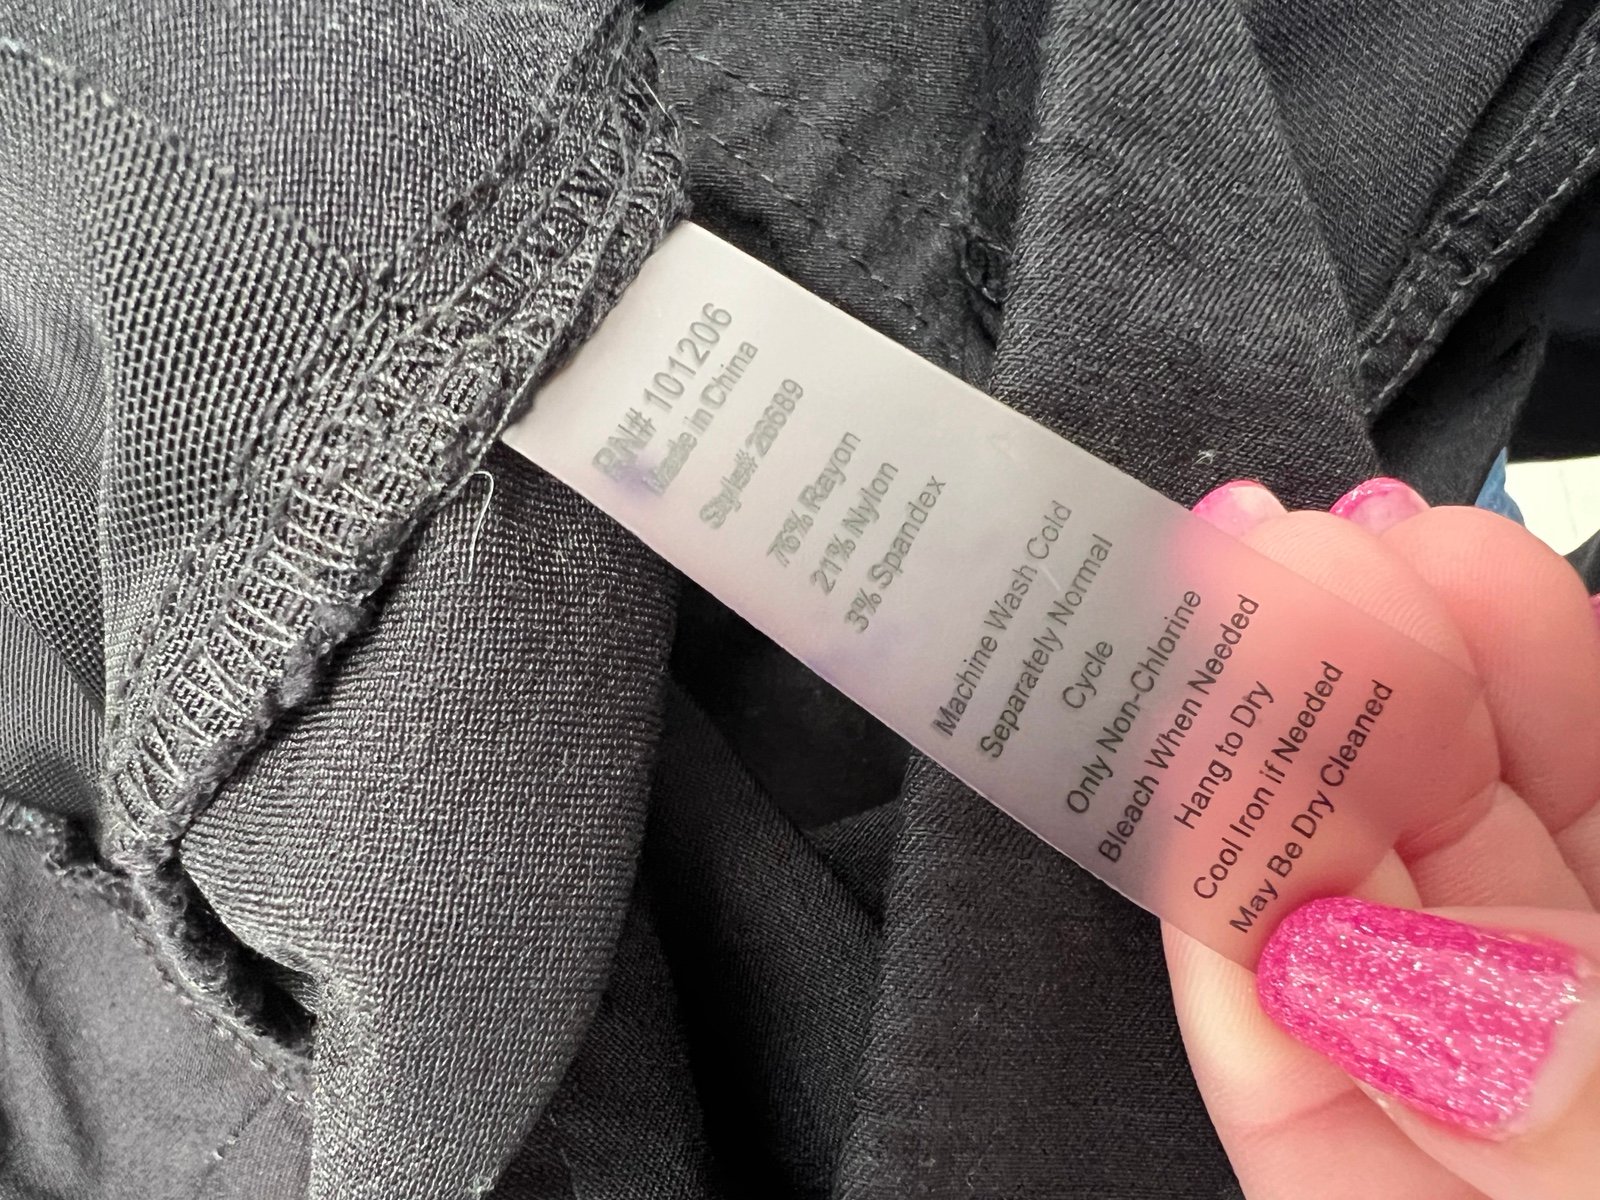 RN# 101206
Made in China
Style# 26689
76% Rayon
21% Nylon
3% Spandex
Machine Wash Cold
Separately Normal
Cycle
Only Non-Chlorine
Bleach When Needed
Hang to Dry
Cool Iron if Needed
May Be Dry Cleaned